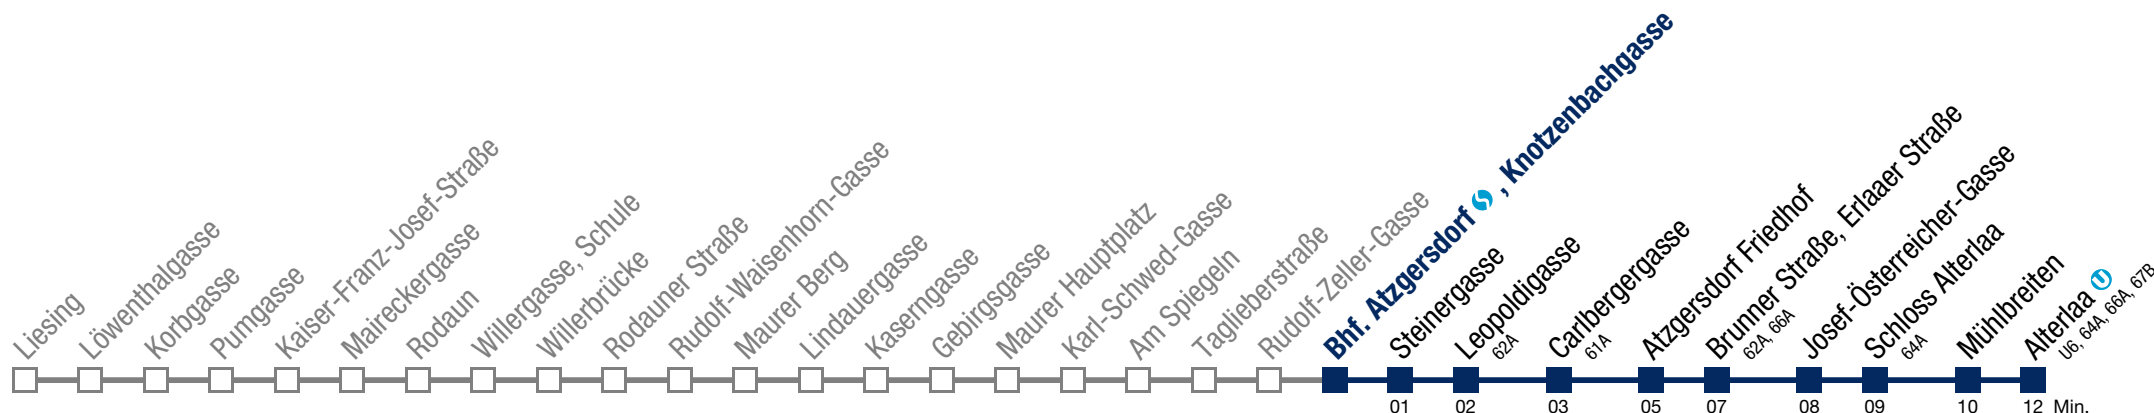 Liesing
Löwenthalgasse
Korbgasse
Pumgasse
Kaiser-Franz-Josef-Straße
Maireckergasse
Rodaun
Willergasse, Schule
Willerbrücke
Rodauner Straße
Rudolf-Waisenhorn-Gasse
Maurer Berg
Lindauergasse
Kaserngasse
Gebirgsgasse
Maurer Hauptplatz
Karl-Schwed-Gasse
Am Spiegeln
Taglieberstraße
Rudolf-Zeller-Gasse
Bhf. Atzgersdorf S, Knotzenbachgasse
Steinergasse
Leopoldigasse
62A
Carlbergergasse
61A
Atzgersdorf Friedhof
Brunner Straße, Erlaaer Straße
62A, 66A
Josef-Österreicher-Gasse
Schloss Alterlaa
64A
Mühlbreiten
Alterlaa U
U6, 64A, 66A, 67B
01 02 03 05 07 08 09 10 12 Min.